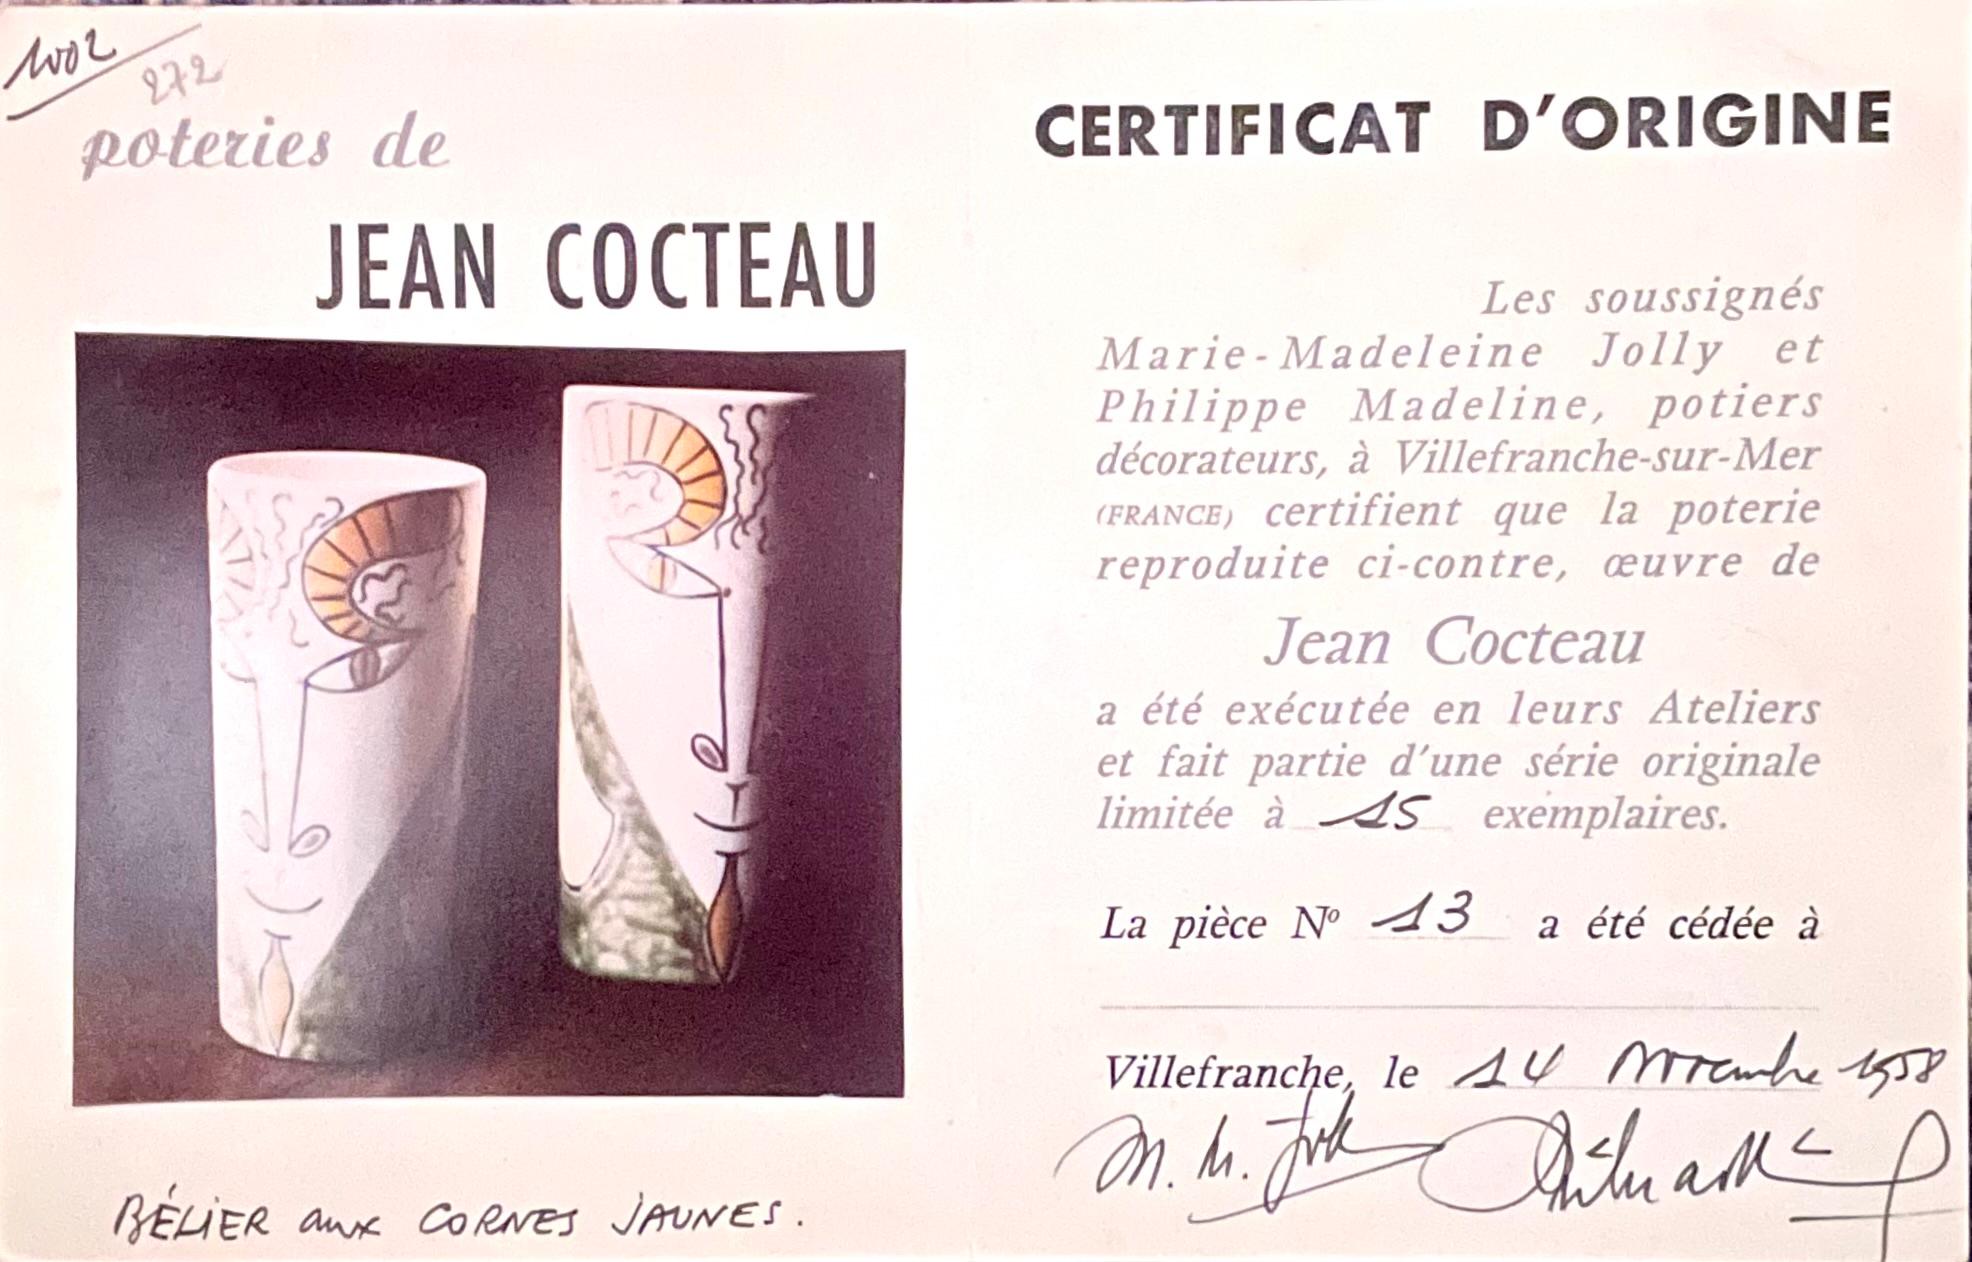 1002
272
poteries de
JEAN COCTEAU
BÉLIER aux CORNES JAUNES.
CERTIFICAT D'ORIGINE
Les soussignés
Marie-Madeleine Jolly et
Philippe Madeline, potiers
décorateurs, à Villefranche-sur-Mer
(FRANCE) certifient que la poterie
reproduite ci-contre, œuvre de
Jean Cocteau
a été exécutée en leurs Ateliers
et fait partie d'une série originale
limitée à 15 exemplaires.
La pièce Nº 13 a été cédée à
Villefranche, le 14 novembre 1958
M. M. Jolly